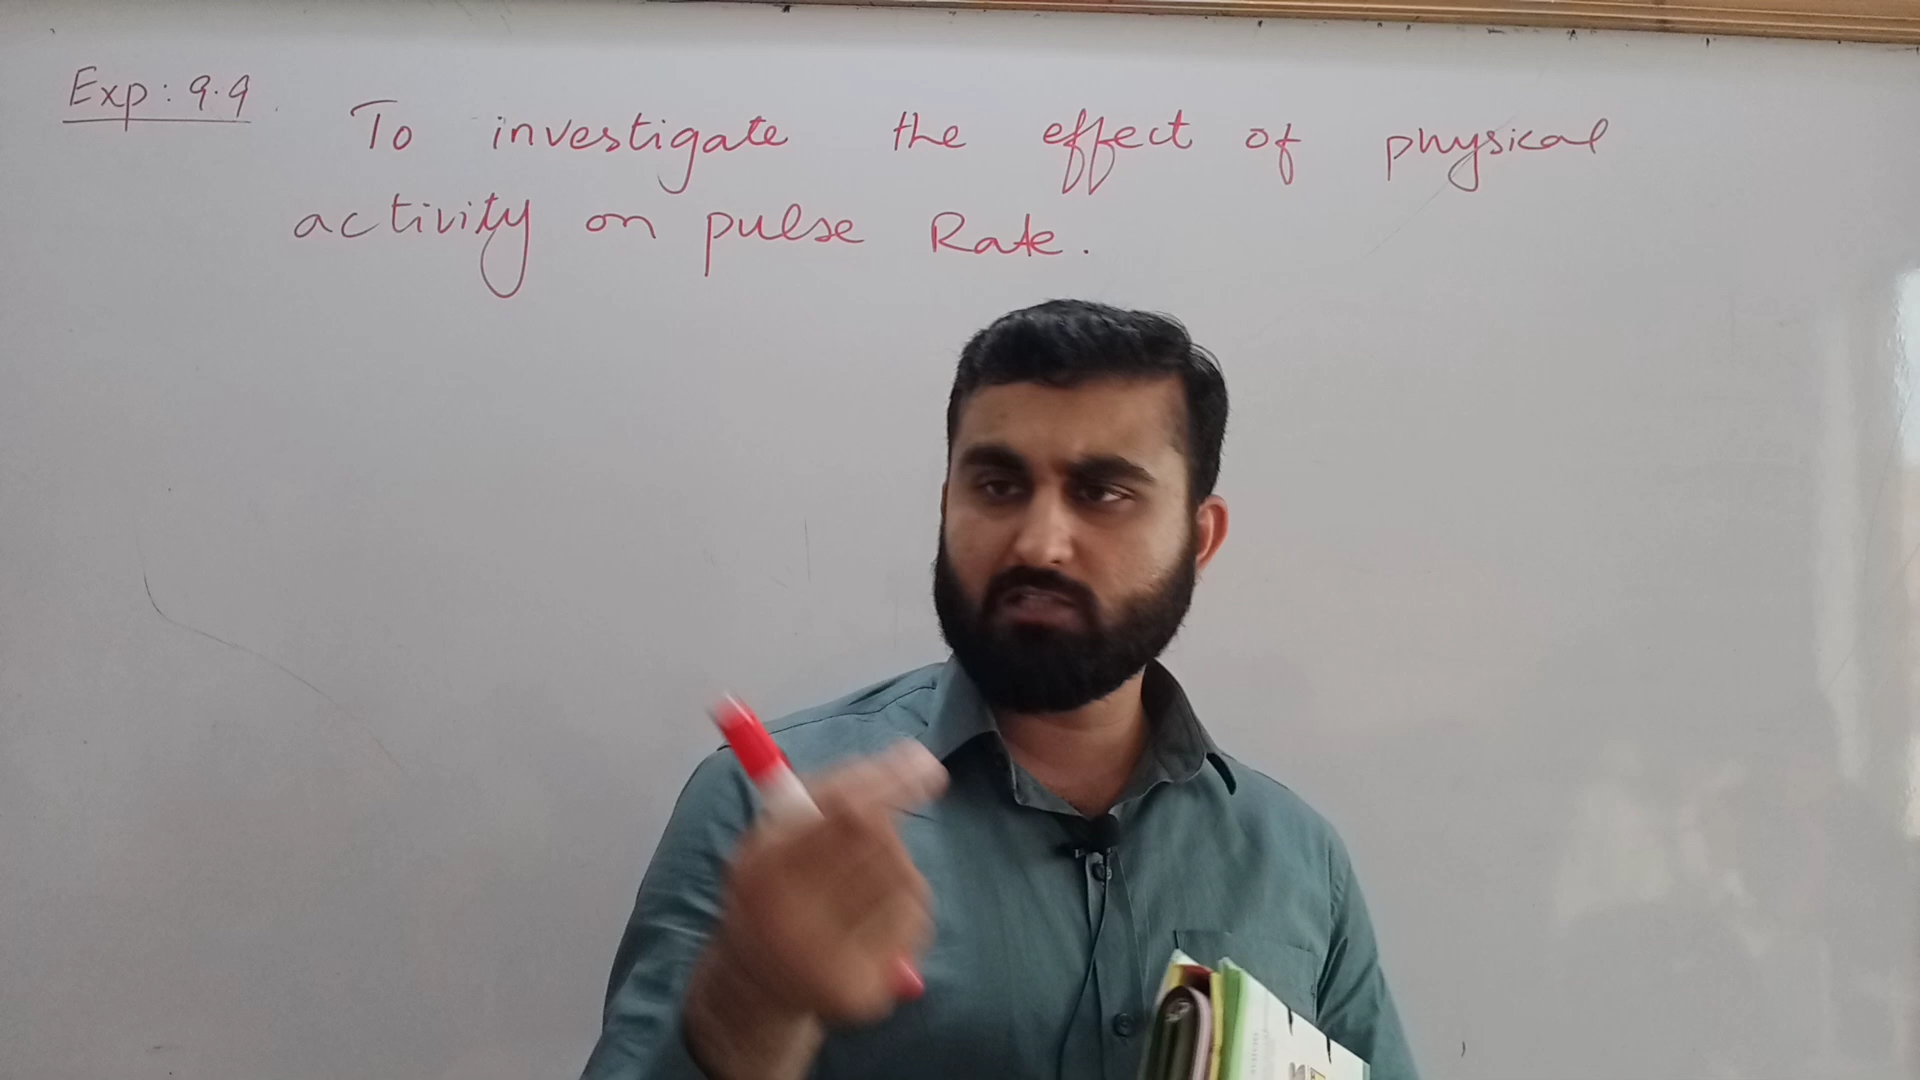 Exp: 9.9
To investigate the effect of physical
activity on pulse Rate.